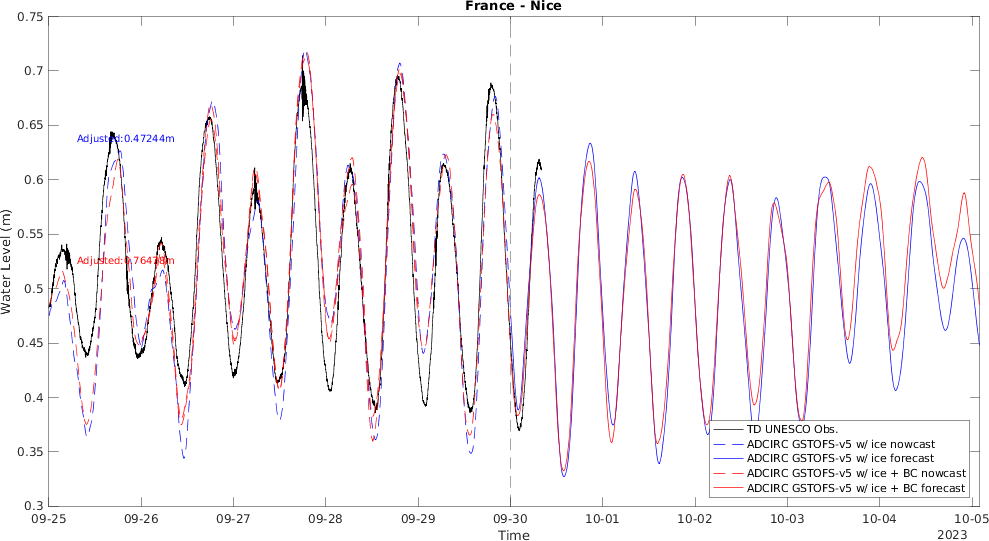 France - Nice
0.75
0.7
0.65
0.6
0.55
0.5
0.45
0.4
0.35
0.3
Water Level (m)
Adjusted:0.47244m
TD UNESCO Obs.
ADCIRC GSTOFS-v5 w/ ice nowcast
ADCIRC GSTOFS-v5 w/ ice forecast
ADCIRC GSTOFS-v5 w/ ice + BC nowcast
ADCIRC GSTOFS-v5 w/ ice + BC forecast
09-25 09-26 09-27 09-28 09-29 09-30 10-01 10-02 10-03 10-04 10-05
Time
2023